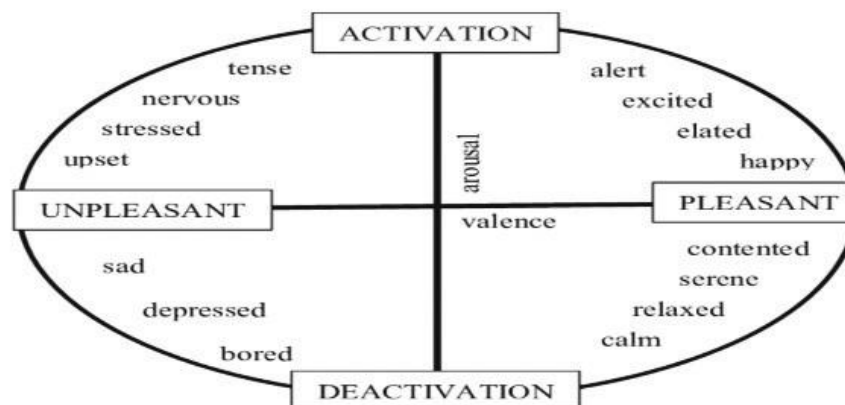 ACTIVATION
tense
alert
nervous
excited
stressed
elated
upset
happy
arousal
UNPLEASANT
PLEASANT
valence
contented
sad
serene
depressed
relaxed
calm
bored
DEACTIVATION